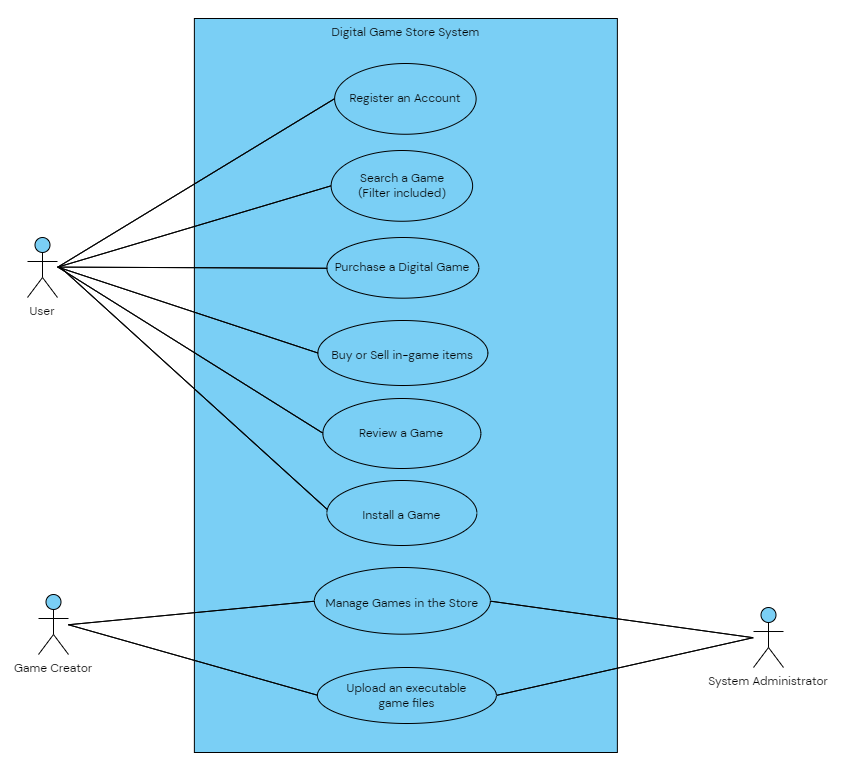 Digital Game Store System
Register an Account
Search a Game
(Filter included)
Purchase a Digital Game
User
Buy or Sell in-game items
Review a Game
Install a Game
Manage Games in the Store
Game Creator
System Administrator
Upload an executable
game files